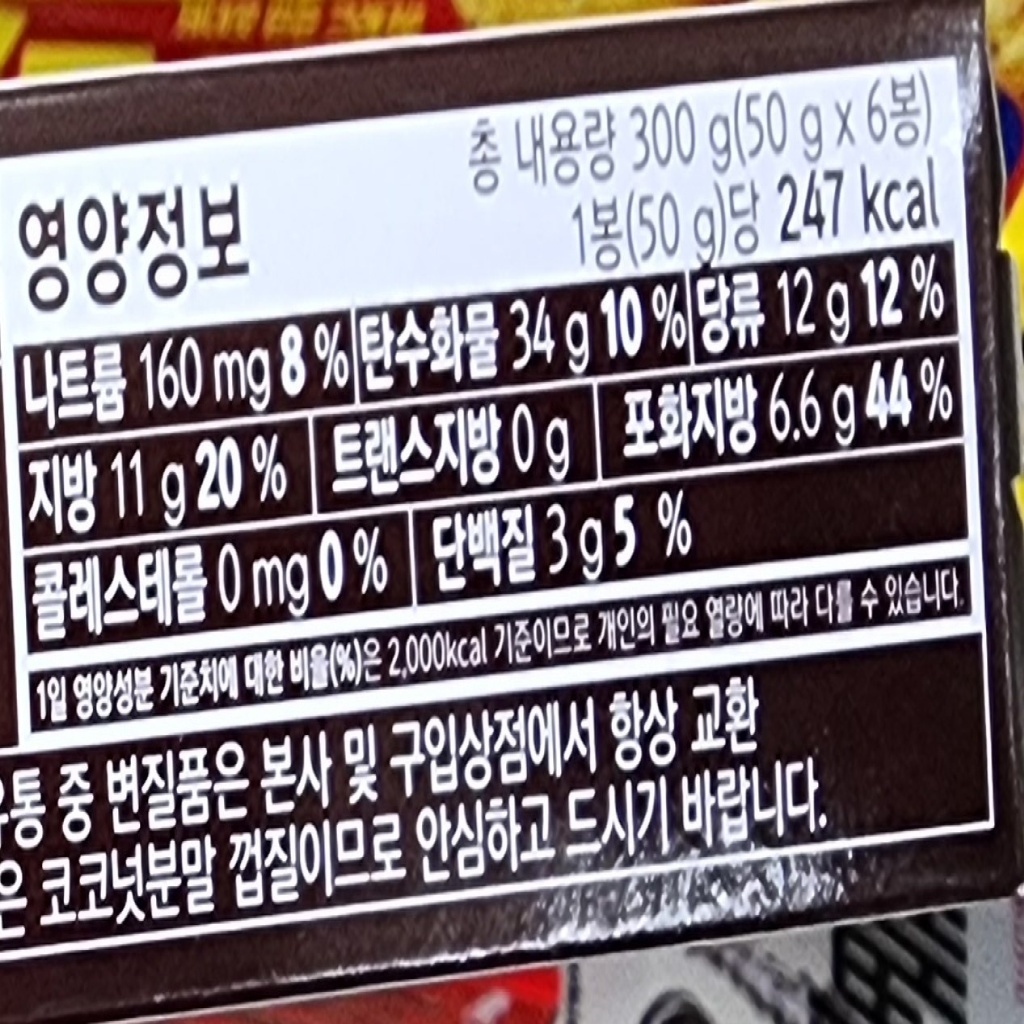 총 내용량 300 g(50 g x 6봉)
영양정보
1봉(50 g)당 247 kcal
나트륨 160 mg 8 % 탄수화물 34 g 10 % 당류 12 g 12 %
지방 11 g 20 % 트랜스지방 0 g 포화지방 6.6 g 44 %
콜레스테롤 0 mg 0 % 단백질 3 g 5 %
1일 영양성분 기준치에 대한 비율(%)은 2,000kcal 기준이므로 개인의 필요 열량에 따라 다를 수 있습니다.
중 변질품은 본사 및 구입상점에서 항상 교환
은 코코넛분말 껍질이므로 안심하고 드시기 바랍니다.